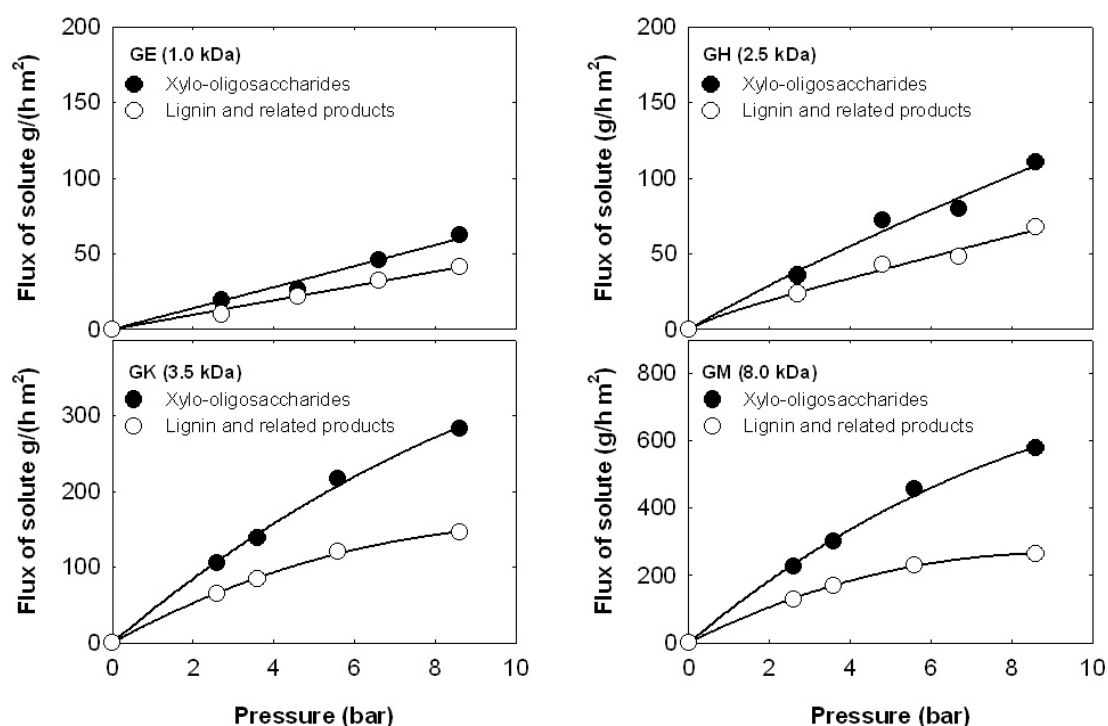 200
150
100
50
0
Flux of solute g/(h m²)
GE (1.0 kDa)
Xylo-oligosaccharides
Lignin and related products
200
150
100
50
0
Flux of solute (g/h m²)
GH (2.5 kDa)
Xylo-oligosaccharides
Lignin and related products
300
200
100
0
Flux of solute g/(h m²)
GK (3.5 kDa)
Xylo-oligosaccharides
Lignin and related products
0 2 4 6 8 10
Pressure (bar)
800
600
400
200
0
Flux of solute (g/h m²)
GM (8.0 kDa)
Xylo-oligosaccharides
Lignin and related products
0 2 4 6 8 10
Pressure (bar)